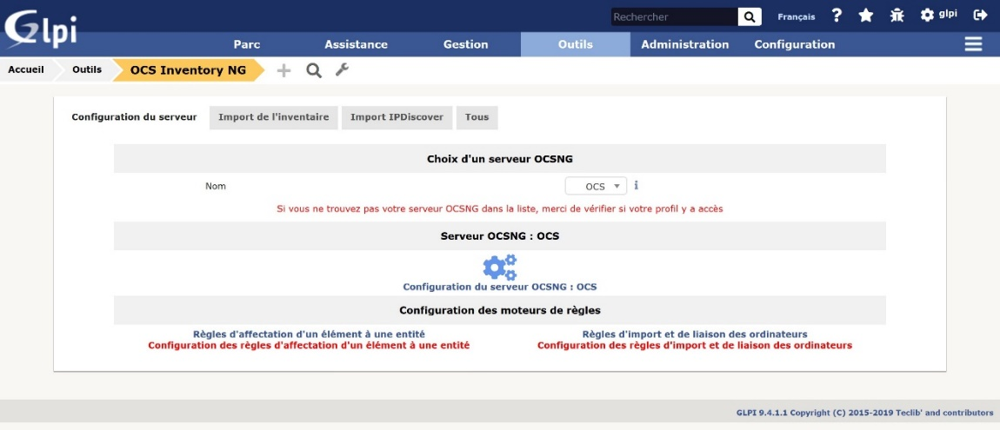 Glpi
Rechercher Français ? glpi
Parc Assistance Gestion Outils Administration Configuration
Accueil Outils OCS Inventory NG
Configuration du serveur Import de l'inventaire Import IPDiscover Tous
Choix d'un serveur OCSNG
Nom OCS i
Si vous ne trouvez pas votre serveur OCSNG dans la liste, merci de vérifier si votre profil y a accès
Serveur OCSNG : OCS
Configuration du serveur OCSNG : OCS
Configuration des moteurs de règles
Règles d'affectation d'un élément à une entité Règles d'import et de liaison des ordinateurs
Configuration des règles d'affectation d'un élément à une entité Configuration des règles d'import et de liaison des ordinateurs
GLPI 9.4.1.1 Copyright (C) 2015-2019 Teclib' and contributors